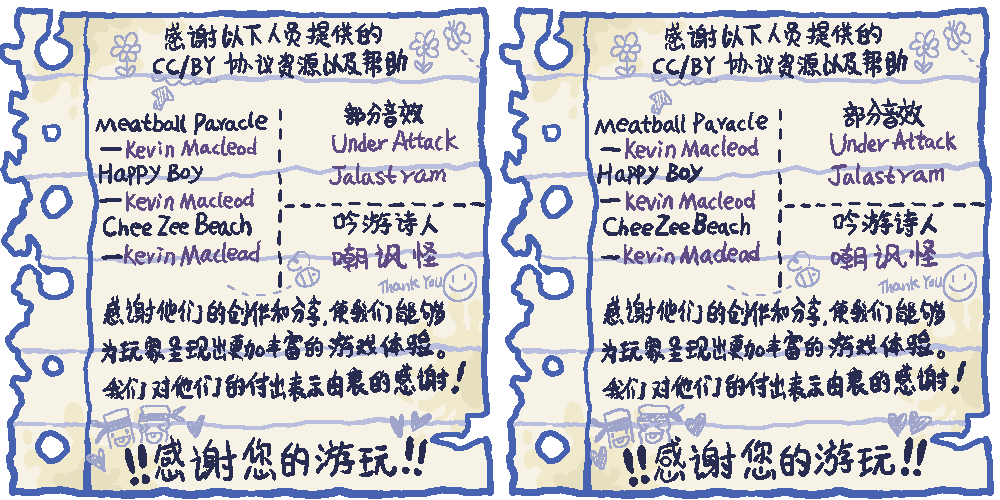 感谢以下人员提供的
CC/BY 协议资源以及帮助
Meatball Paracle
—Kevin Macleod
Happy Boy
—Kevin Macleod
Chee Zee Beach
—Kevin Maclead
部分音效
Under Attack
Jalastram
吟游诗人
嘲讽怪
Thank You
感谢他们的创作和分享,使我们能够
为玩家呈现出更加丰富的游戏体验。
我们对他们的付出表示由衷的感谢!
!!感谢您的游玩!!
感谢以下人员提供的
CC/BY 协议资源以及帮助
Meatball Paracle
—Kevin Macleod
Happy Boy
—Kevin Macleod
Chee Zee Beach
—Kevin Maclead
部分音效
Under Attack
Jalastram
吟游诗人
嘲讽怪
Thank You
感谢他们的创作和分享,使我们能够
为玩家呈现出更加丰富的游戏体验。
我们对他们的付出表示由衷的感谢!
!!感谢您的游玩!!